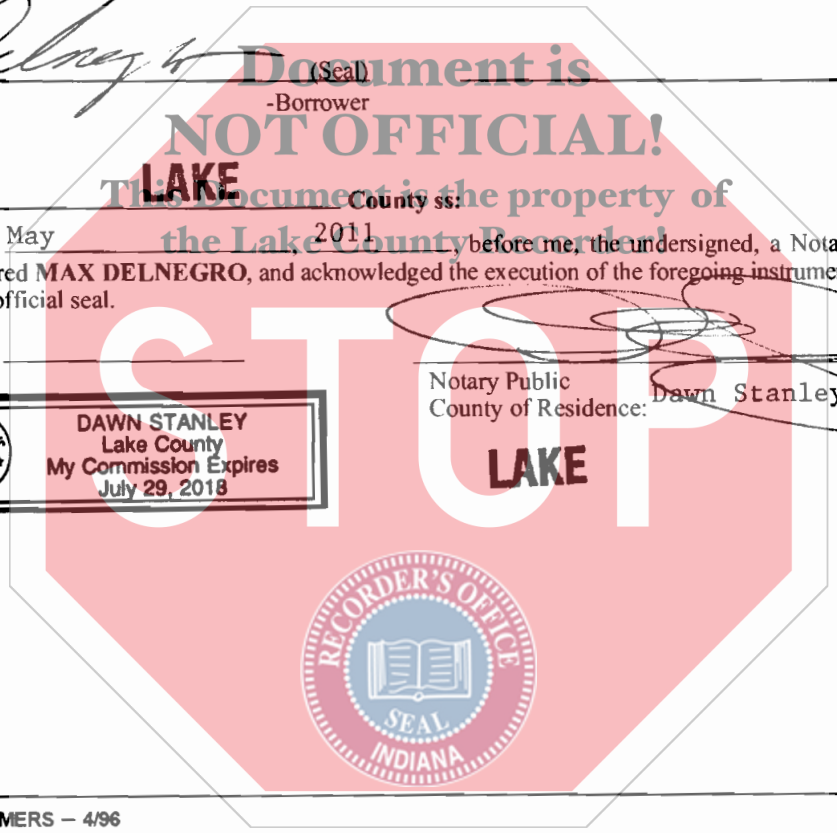 Delnegro
(Seal)
-Borrower
Document is
NOT OFFICIAL!
LAKE
This Document is the property of
County ss:
the Lake County Recorder!
May , 2011 , before me, the undersigned, a Nota
red MAX DELNEGRO, and acknowledged the execution of the foregoing instrume
official seal.
STOP
Notary Public
County of Residence: Dawn Stanley
LAKE
DAWN STANLEY
Lake County
My Commission Expires
July 29, 2018
RECORDER'S OFFICE
SEAL
INDIANA
MERS – 4/96